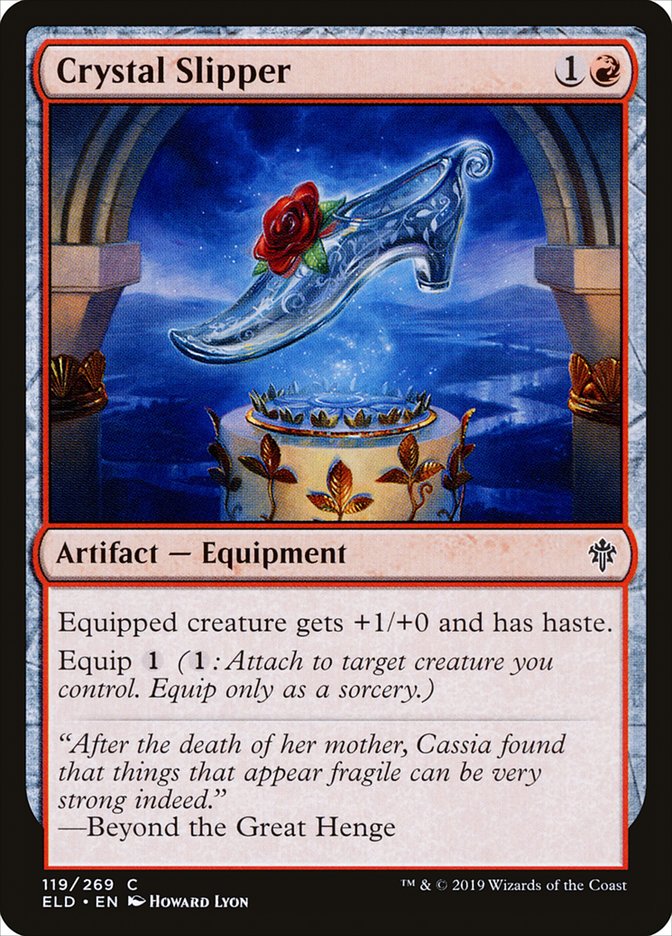 Crystal Slipper 1
Artifact — Equipment
Equipped creature gets +1/+0 and has haste.
Equip 1 (1: Attach to target creature you
control. Equip only as a sorcery.)
“After the death of her mother, Cassia found
that things that appear fragile can be very
strong indeed.”
—Beyond the Great Henge
119/269 C
ELD • EN Howard Lyon
™ & © 2019 Wizards of the Coast